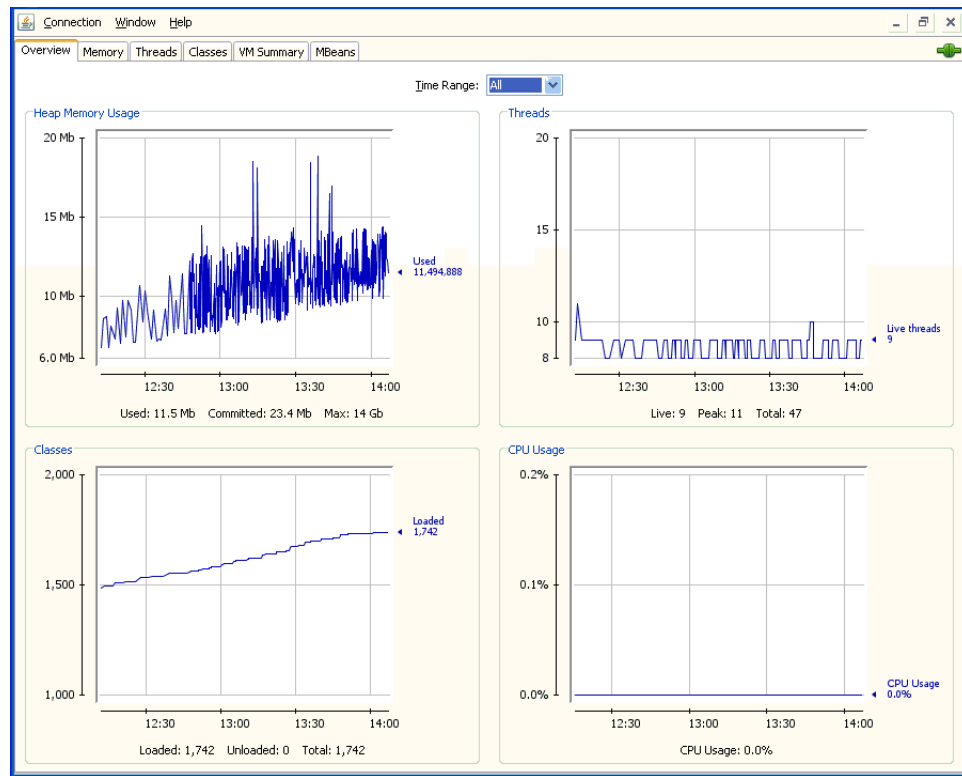 Connection Window Help
Overview Memory Threads Classes VM Summary MBeans
Time Range: All
Heap Memory Usage
20 Mb
15 Mb
10 Mb
6.0 Mb
Used
11,494,888
12:30 13:00 13:30 14:00
Used: 11.5 Mb Committed: 23.4 Mb Max: 14 Gb
Threads
20
15
10
8
Live threads
9
12:30 13:00 13:30 14:00
Live: 9 Peak: 11 Total: 47
Classes
2,000
1,500
1,000
Loaded
1,742
12:30 13:00 13:30 14:00
Loaded: 1,742 Unloaded: 0 Total: 1,742
CPU Usage
0.2%
0.1%
0.0%
CPU Usage
0.0%
12:30 13:00 13:30 14:00
CPU Usage: 0.0%